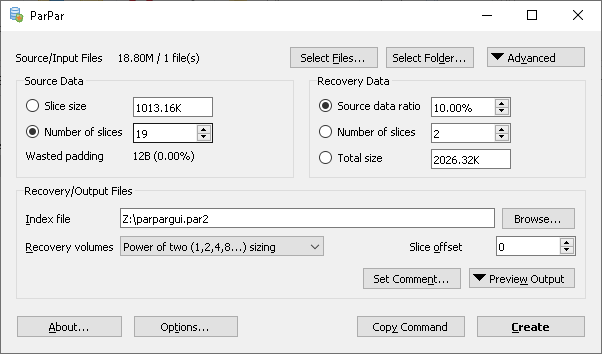 ParPar
Source/Input Files 18.80M / 1 file(s) Select Files... Select Folder... Advanced
Source Data
Slice size 1013.16K
Number of slices 19
Wasted padding 12B (0.00%)
Recovery Data
Source data ratio 10.00%
Number of slices 2
Total size 2026.32K
Recovery/Output Files
Index file Z:\parpargui.par2 Browse...
Recovery volumes Power of two (1,2,4,8...) sizing Slice offset 0
Set Comment... Preview Output
About... Options... Copy Command Create